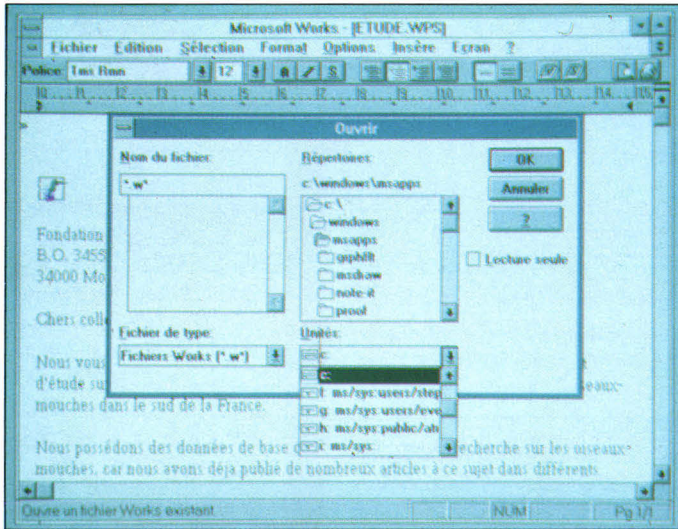 Microsoft Works - [ETUDE.WPS]
Fichier Edition Sélection Format Options Insère Ecran ?
Police: Tms Rmn 12 B I S
Ouvrir
Nom du fichier:
*.w*
Répertoires:
c:\windows\msapps
c:\
windows
msapps
grphflt
msdraw
note-it
proof
OK
Annuler
?
Lecture seule
Fichier de type:
Fichiers Works (*.w*)
Unités:
c:
c:
f: ms/sys:users/step
g: ms/sys:users/eve
h: ms/sys:public/ah
ms/sys:
Fondation
B.O. 3455
34000 Mo
Chers coll
Nous vous
d'étude su
seaux-
mouches dans le sud de la France.
Nous possédons des données de base echerche sur les oiseaux-
mouches, car nous avons déja publié de nombreux articles à ce sujet dans différents
Ouvre un fichier Works existant. NUM Pg 1/1